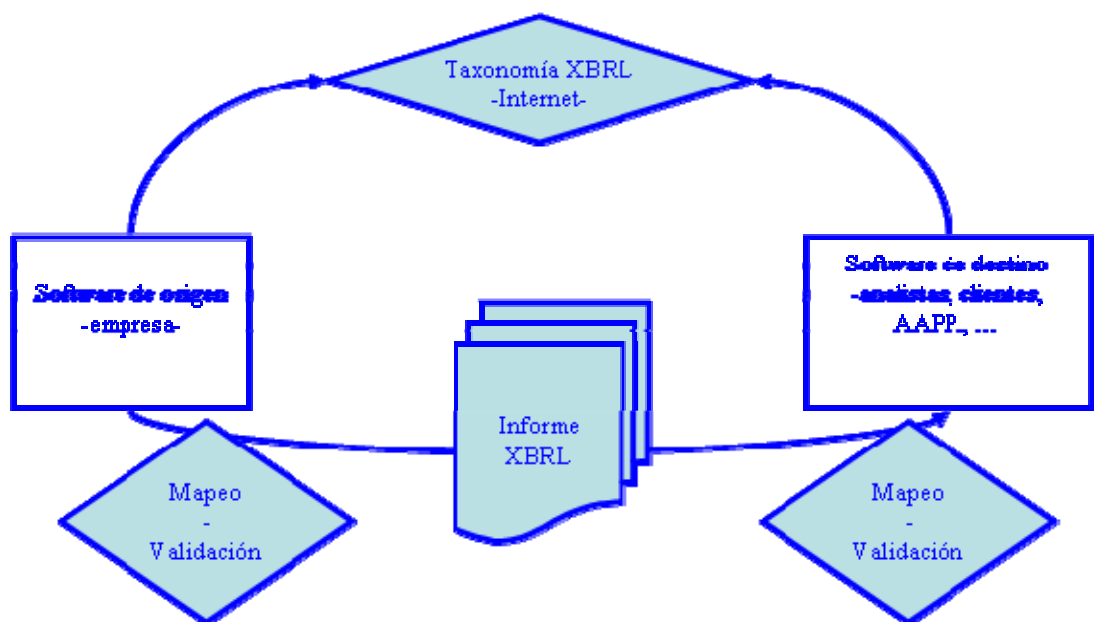 Taxonomía XBRL
-Internet-
Software de origen
-empresa-
Software de destino
-analistas, clientes,
AAPP., ...
Informe
XBRL
Mapeo
-
Validación
Mapeo
-
Validación